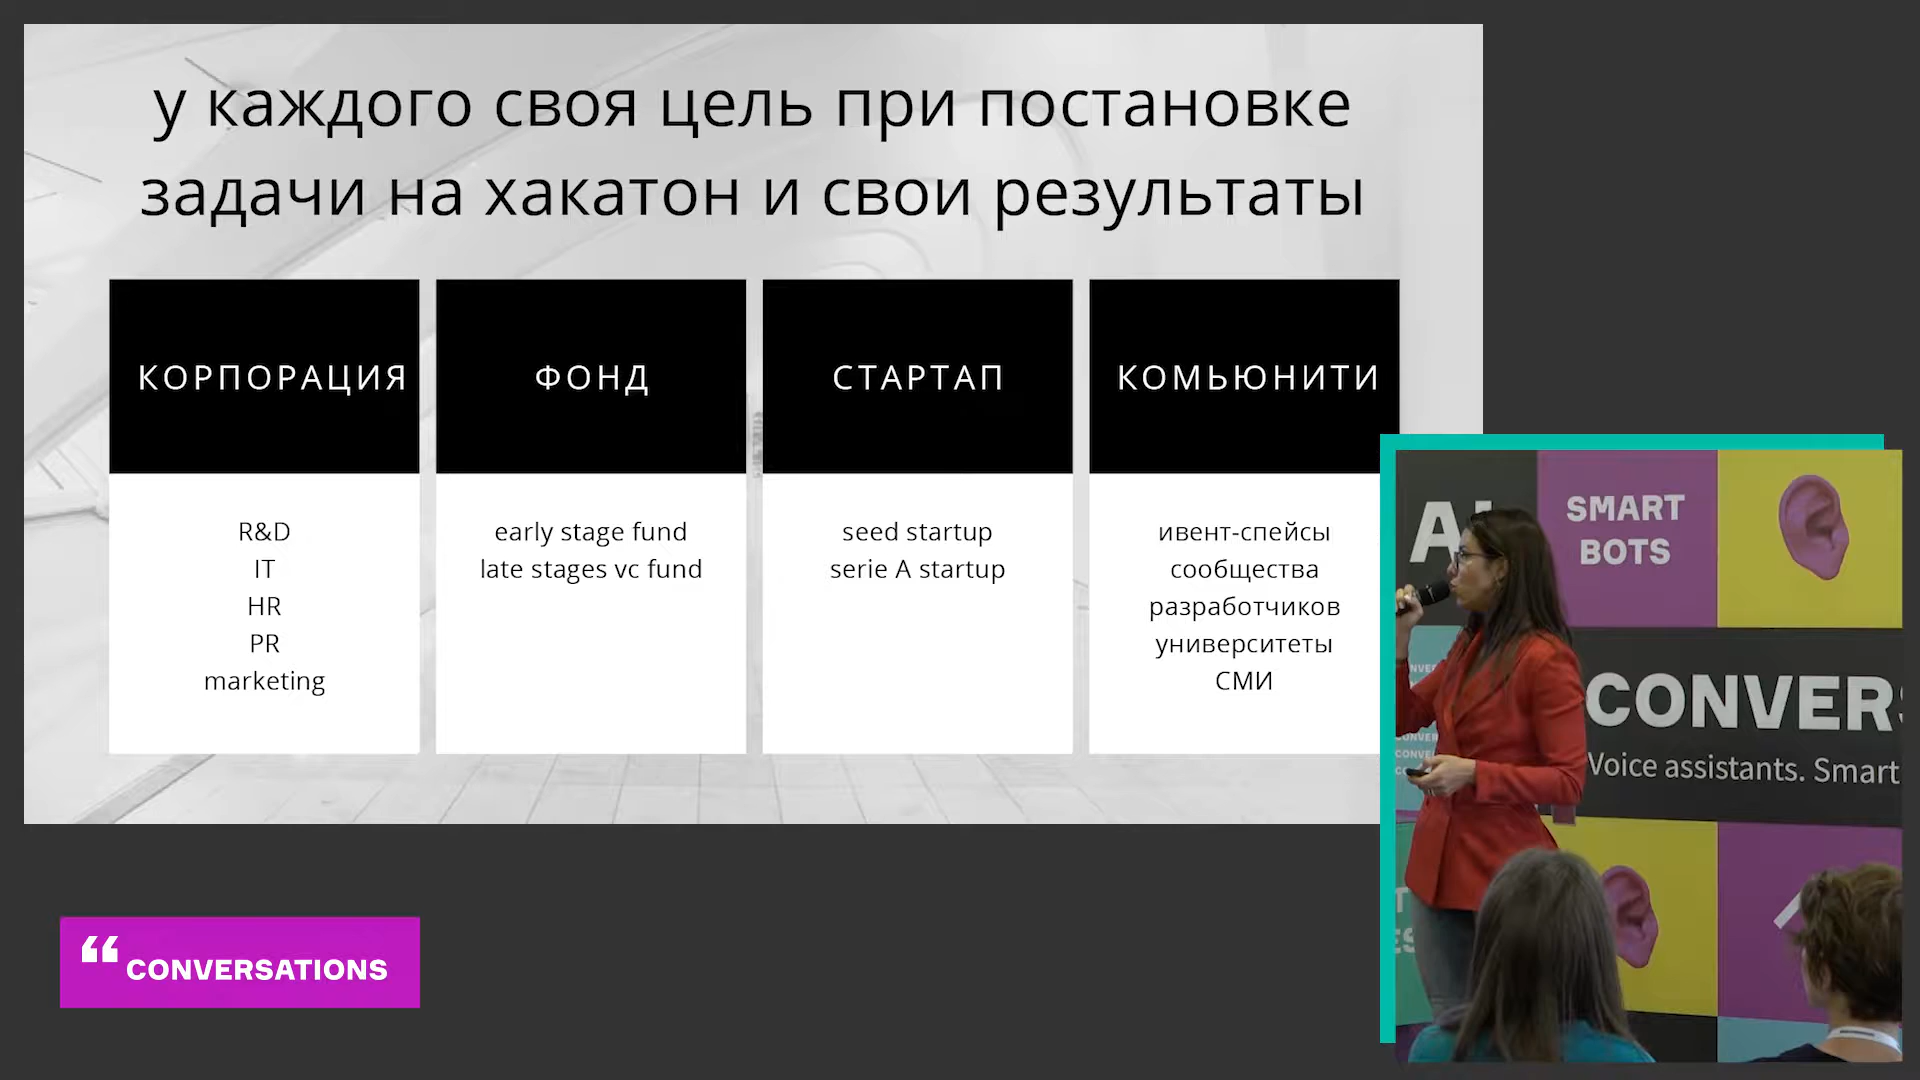 у каждого своя цель при постановке
задачи на хакатон и свои результаты
КОРПОРАЦИЯ
R&D
IT
HR
PR
marketing
ФОНД
early stage fund
late stages vc fund
СТАРТАП
seed startup
serie A startup
КОМЬЮНИТИ
ивент-спейсы
сообщества
разработчиков
университеты
СМИ
“ CONVERSATIONS
SMART
BOTS
CONVERS
Voice assistants. Smart